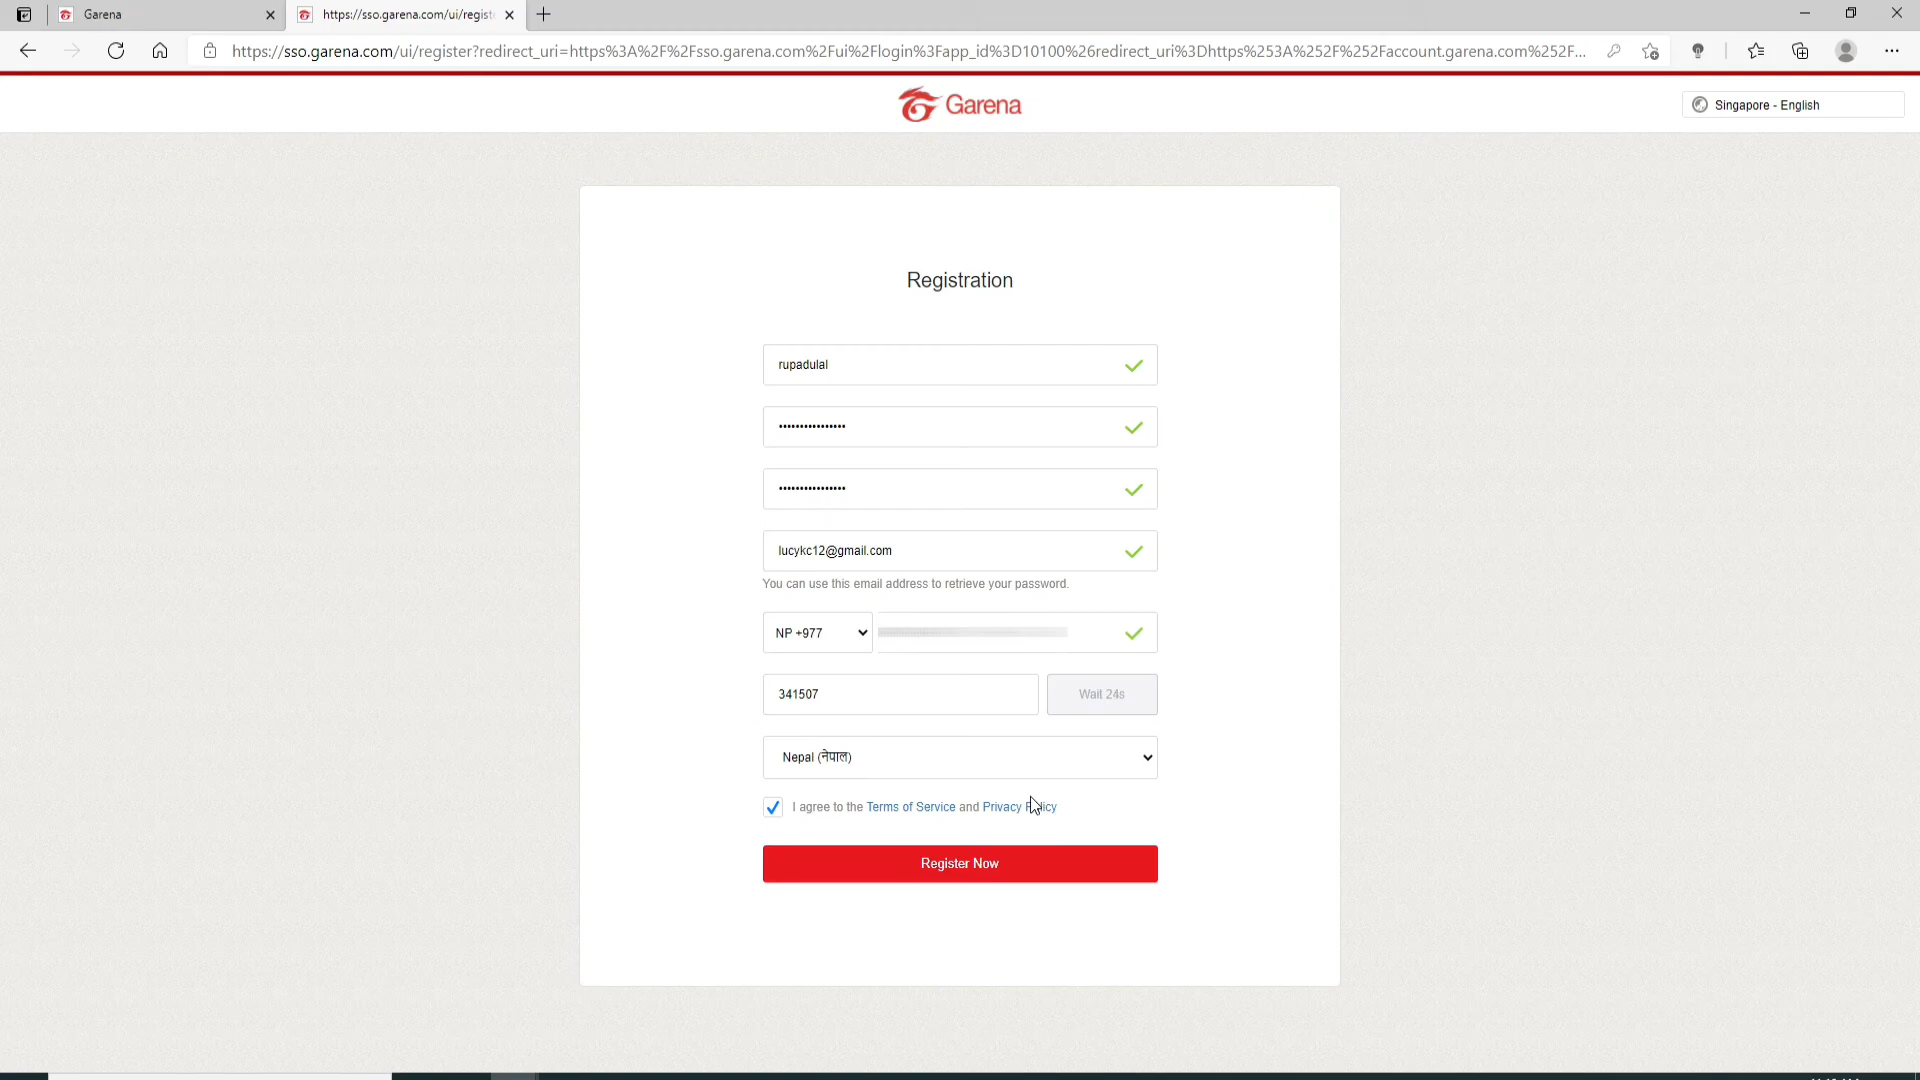 Garena
https://sso.garena.com/ui/regist
https://sso.garena.com/ui/register?redirect_uri=https%3A%2F%2Fsso.garena.com%2Fui%2Flogin%3Fapp_id%3D10100%26redirect_uri%3Dhttps%253A%252F%252Faccount.garena.com%252F...
Garena
Singapore - English
Registration
rupadulal
••••••••••••••••
••••••••••••••••
lucykc12@gmail.com
You can use this email address to retrieve your password.
NP +977
341507
Wait 24s
Nepal (नेपाल)
I agree to the Terms of Service and Privacy Policy
Register Now